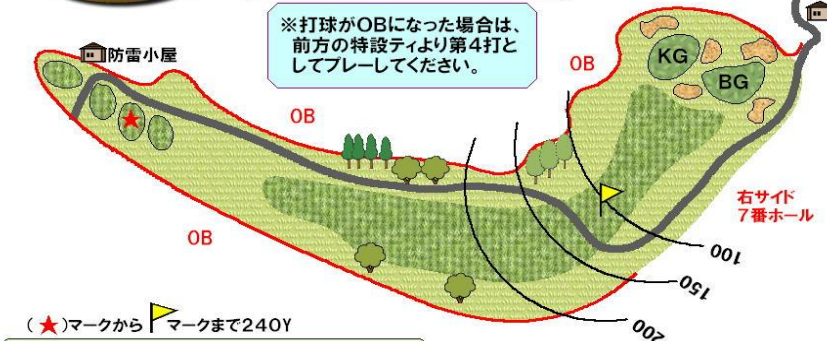 ※打球がOBになった場合は、
前方の特設ティより第4打と
してプレーしてください。
防雷小屋
OB
OB
OB
KG
BG
右サイド
7番ホール
100
150
200
(★)マークから マークまで240Y